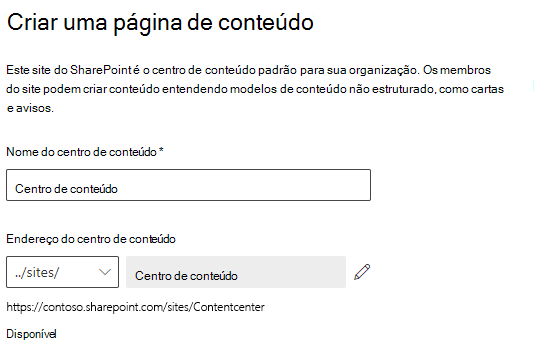 Criar uma página de conteúdo
Este site do SharePoint é o centro de conteúdo padrão para sua organização. Os membros
do site podem criar conteúdo entendendo modelos de conteúdo não estruturado, como cartas
e avisos.
Nome do centro de conteúdo *
Centro de conteúdo
Endereço do centro de conteúdo
../sites/ Centro de conteúdo
https://contoso.sharepoint.com/sites/Contentcenter
Disponível